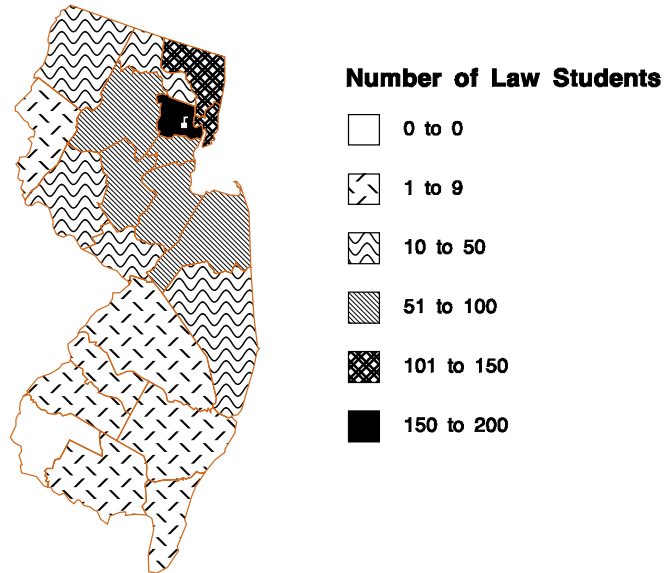 Number of Law Students
0 to 0
1 to 9
10 to 50
51 to 100
101 to 150
150 to 200